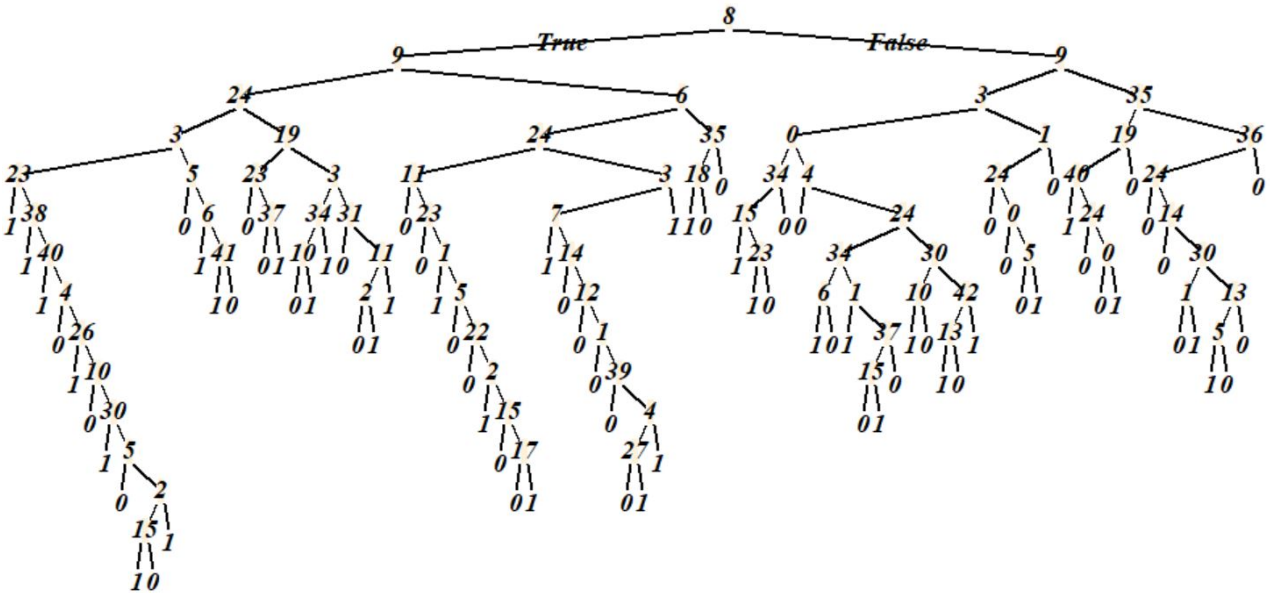 8
True False
9 9
24 6 3 35
3 19 24 35 0 1 19 36
23 5 23 3 11 3 18 0 34 4 24 0 40 0 24 0
1 38 0 6 0 37 34 31 0 23 7 1 1 0 15 0 0 24 0 0 1 24 0 14
1 40 1 41 0 1 10 1 0 11 0 1 1 14 1 23 34 30 0 5 0 0 0 30
1 4 1 0 0 1 2 1 1 5 0 12 1 0 6 1 10 42 0 1 0 1 1 13
0 26 0 1 0 22 0 1 1 0 1 37 1 0 13 1 0 1 5 0
1 10 0 2 0 39 15 0 1 0 1 0
0 30 1 15 0 4 0 1
1 5 0 17 27 1
0 2 0 1 0 1
15 1
1 0